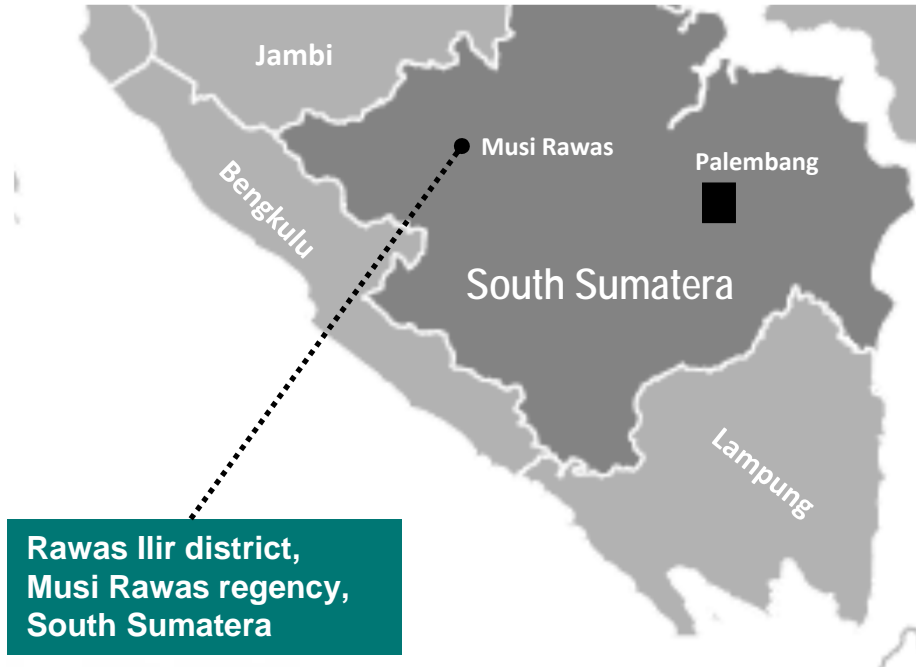 Jambi
Musi Rawas
Palembang
Bengkulu
South Sumatera
Lampung
Rawas Ilir district,
Musi Rawas regency,
South Sumatera